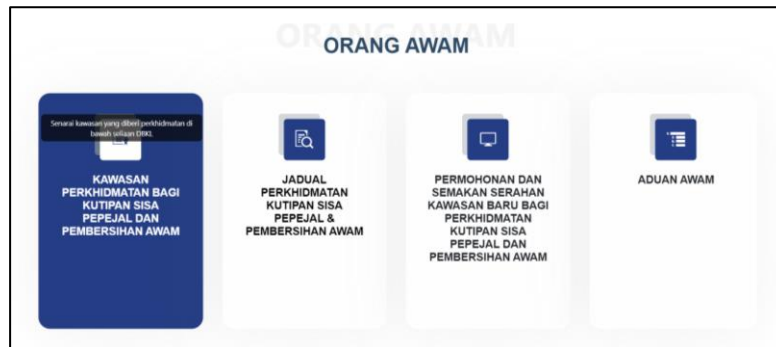 ORANG AWAM
ORANG AWAM
Senarai kawasan yang diberi perkhidmatan di
bawah seliaan DBKL
KAWASAN
PERKHIDMATAN BAGI
KUTIPAN SISA
PEPEJAL DAN
PEMBERSIHAN AWAM
JADUAL
PERKHIDMATAN
KUTIPAN SISA
PEPEJAL &
PEMBERSIHAN AWAM
PERMOHONAN DAN
SEMAKAN SERAHAN
KAWASAN BARU BAGI
PERKHIDMATAN
KUTIPAN SISA
PEPEJAL DAN
PEMBERSIHAN AWAM
ADUAN AWAM